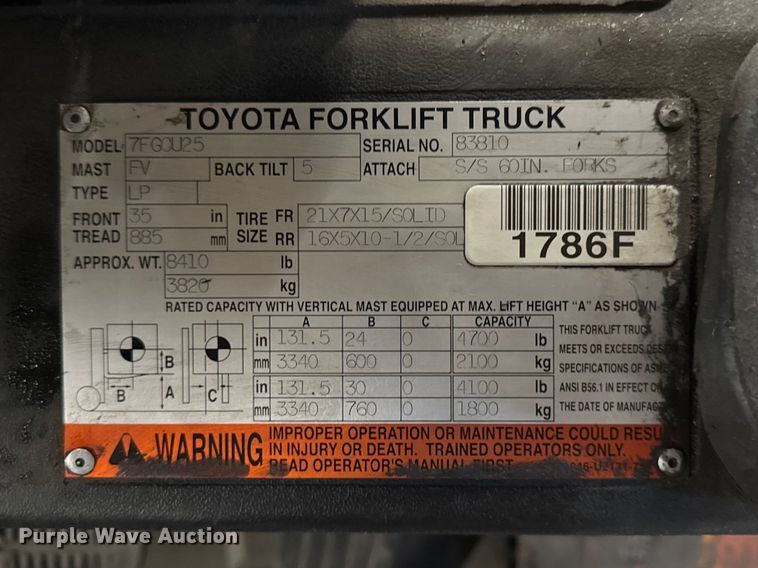 TOYOTA FORKLIFT TRUCK
MODEL 7FGCU25 SERIAL NO. 83810
MAST FV BACK TILT 5 ATTACH S/S 60IN. FORKS
TYPE LP
FRONT TREAD 35 in TIRE SIZE FR 21X7X15/SOLID
885 mm RR 16X5X10-1/2/SOL
1786F
APPROX. WT. 8410 lb
3820 kg
RATED CAPACITY WITH VERTICAL MAST EQUIPPED AT MAX. LIFT HEIGHT "A" AS SHOWN
A B C CAPACITY
in 131.5 24 0 4700 lb
mm 3340 600 0 2100 kg
in 131.5 30 0 4100 lb
mm 3340 760 0 1800 kg
B
B A C
THIS FORKLIFT TRUCK
MEETS OR EXCEEDS
SPECIFICATIONS OF
ANSI B56.1 IN EFFECT
THE DATE OF
WARNING
IMPROPER OPERATION OR MAINTENANCE COULD
IN INJURY OR DEATH. TRAINED OPERATORS ONLY.
READ OPERATOR'S MANUAL FIRST
Purple Wave Auction